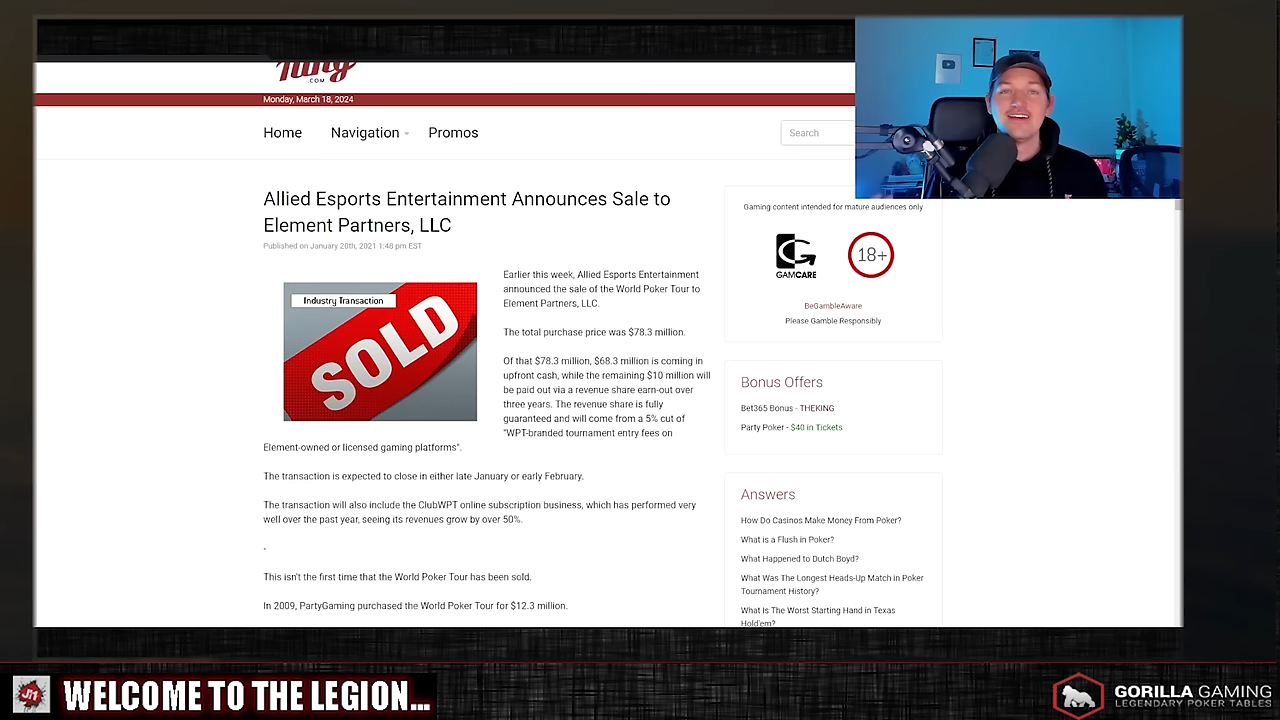 .COM
Monday, March 18, 2024
Home Navigation Promos
Search
Allied Esports Entertainment Announces Sale to
Element Partners, LLC
Published on January 20th, 2021 1:48 pm EST
Industry Transaction
SOLD
Earlier this week, Allied Esports Entertainment
announced the sale of the World Poker Tour to
Element Partners, LLC.
The total purchase price was $78.3 million.
Of that $78.3 million, $68.3 million is coming in
upfront cash, while the remaining $10 million will
be paid out via a revenue share earn-out over
three years. The revenue share is fully
guaranteed and will come from a 5% cut of
"WPT-branded tournament entry fees on
Element-owned or licensed gaming platforms".
The transaction is expected to close in either late January or early February.
The transaction will also include the ClubWPT online subscription business, which has performed very
well over the past year, seeing its revenues grow by over 50%.
-
This isn't the first time that the World Poker Tour has been sold.
In 2009, PartyGaming purchased the World Poker Tour for $12.3 million.
Gaming content intended for mature audiences only
GAMCARE
18+
BeGambleAware
Please Gamble Responsibly
Bonus Offers
Bet365 Bonus - THEKING
Party Poker - $40 in Tickets
Answers
How Do Casinos Make Money From Poker?
What is a Flush in Poker?
What Happened to Dutch Boyd?
What Was The Longest Heads-Up Match in Poker
Tournament History?
What Is The Worst Starting Hand in Texas
Hold'em?
WELCOME TO THE LEGION...
GORILLA GAMING
LEGENDARY POKER TABLES